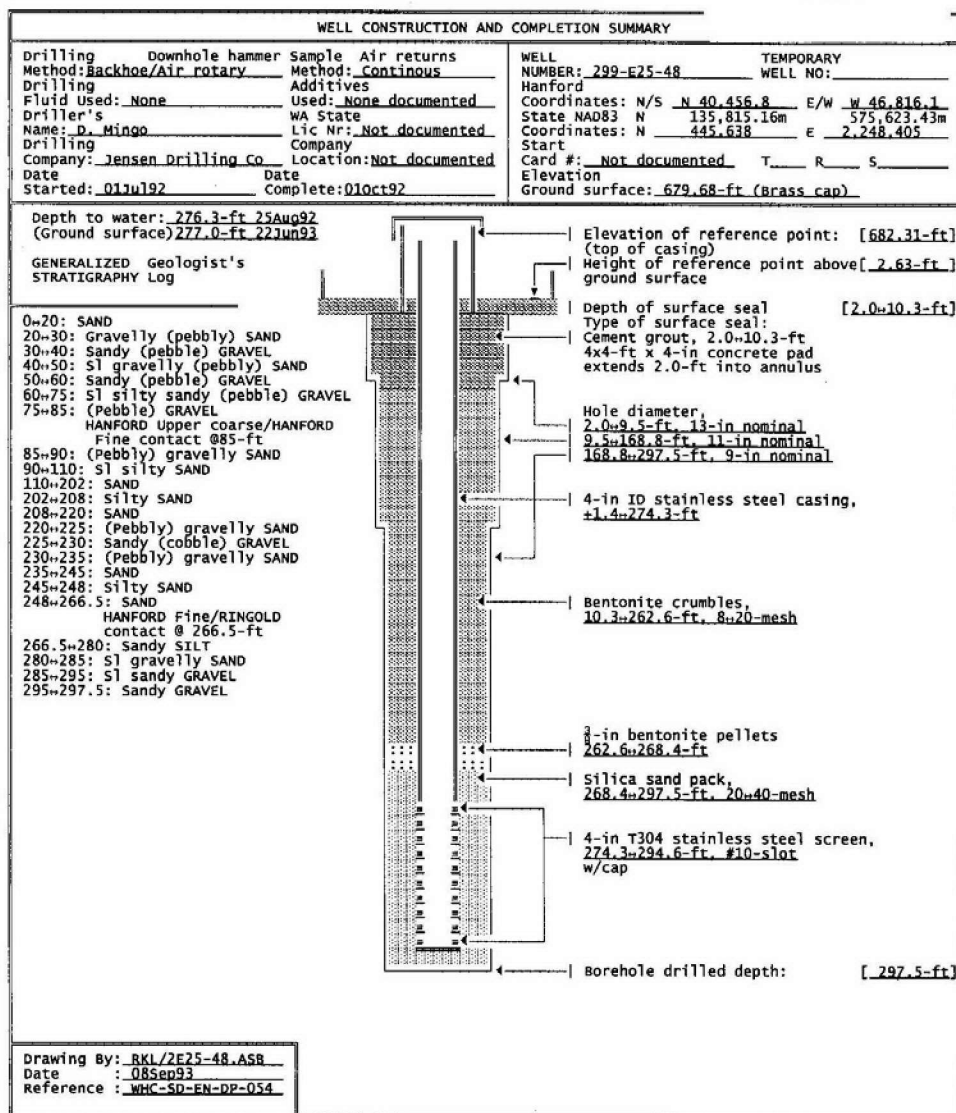 WELL CONSTRUCTION AND COMPLETION SUMMARY
Drilling Downhole hammer Sample Air returns
Method: Backhoe/Air rotary Method: Continous
Drilling Additives
Fluid Used: None Used: None documented
Driller's WA State
Name: D. Mingo Lic Nr: Not documented
Drilling Company
Company: Jensen Drilling Co Location: Not documented
Date Date
Started: 01Jul92 Complete: 01Oct92
WELL TEMPORARY
NUMBER: 299-E25-48 WELL NO:
Hanford
Coordinates: N/S N 40,456.8 E/W W 46,816.1
State NAD83 N 135,815.16m 575,623.43m
Coordinates: N 445,638 E 2,248,405
Start
Card #: Not documented T R S
Elevation
Ground surface: 679.68-ft (Brass cap)
Depth to water: 276.3-ft 25Aug92
(Ground surface) 277.0-ft 22Jun93
GENERALIZED Geologist's
STRATIGRAPHY Log
0↔20: SAND
20↔30: Gravelly (pebbly) SAND
30↔40: Sandy (pebble) GRAVEL
40↔50: Sl gravelly (pebbly) SAND
50↔60: Sandy (pebble) GRAVEL
60↔75: Sl silty sandy (pebble) GRAVEL
75↔85: (Pebble) GRAVEL
HANFORD Upper coarse/HANFORD
Fine contact @85-ft
85↔90: (Pebbly) gravelly SAND
90↔110: Sl silty SAND
110↔202: SAND
202↔208: Silty SAND
208↔220: SAND
220↔225: (Pebbly) gravelly SAND
225↔230: Sandy (cobble) GRAVEL
230↔235: (Pebbly) gravelly SAND
235↔245: SAND
245↔248: Silty SAND
248↔266.5: SAND
HANFORD Fine/RINGOLD
contact @ 266.5-ft
266.5↔280: Sandy SILT
280↔285: Sl gravelly SAND
285↔295: Sl sandy GRAVEL
295↔297.5: Sandy GRAVEL
Elevation of reference point: [682.31-ft]
(top of casing)
Height of reference point above [ 2.63-ft ]
ground surface
Depth of surface seal [2.0↔10.3-ft]
Type of surface seal:
Cement grout, 2.0↔10.3-ft
4x4-ft x 4-in concrete pad
extends 2.0-ft into annulus
Hole diameter,
2.0↔9.5-ft, 13-in nominal
9.5↔168.8-ft, 11-in nominal
168.8↔297.5-ft, 9-in nominal
4-in ID stainless steel casing,
+1.4↔274.3-ft
Bentonite crumbles,
10.3↔262.6-ft, 8↔20-mesh
⅜-in bentonite pellets
262.6↔268.4-ft
Silica sand pack,
268.4↔297.5-ft, 20↔40-mesh
4-in T304 stainless steel screen,
274.3↔294.6-ft, #10-slot
w/cap
Borehole drilled depth: [ 297.5-ft]
Drawing By: RKL/2E25-48.ASB
Date : 08Sep93
Reference : WHC-SD-EN-DP-054